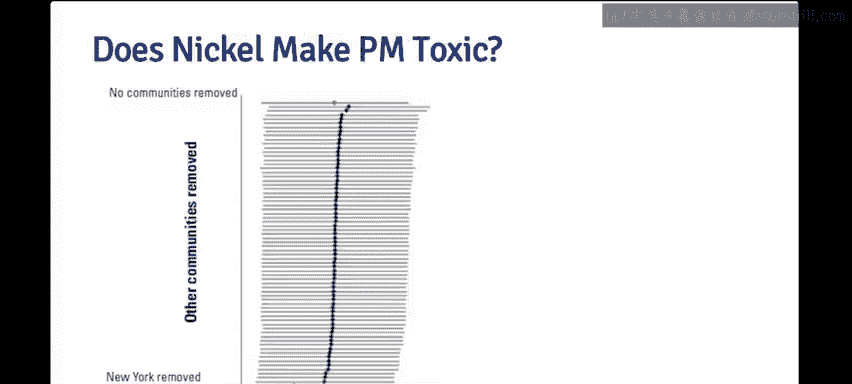 Does Nickel Make PM Toxic?
No communities removed
Other communities removed
New York removed